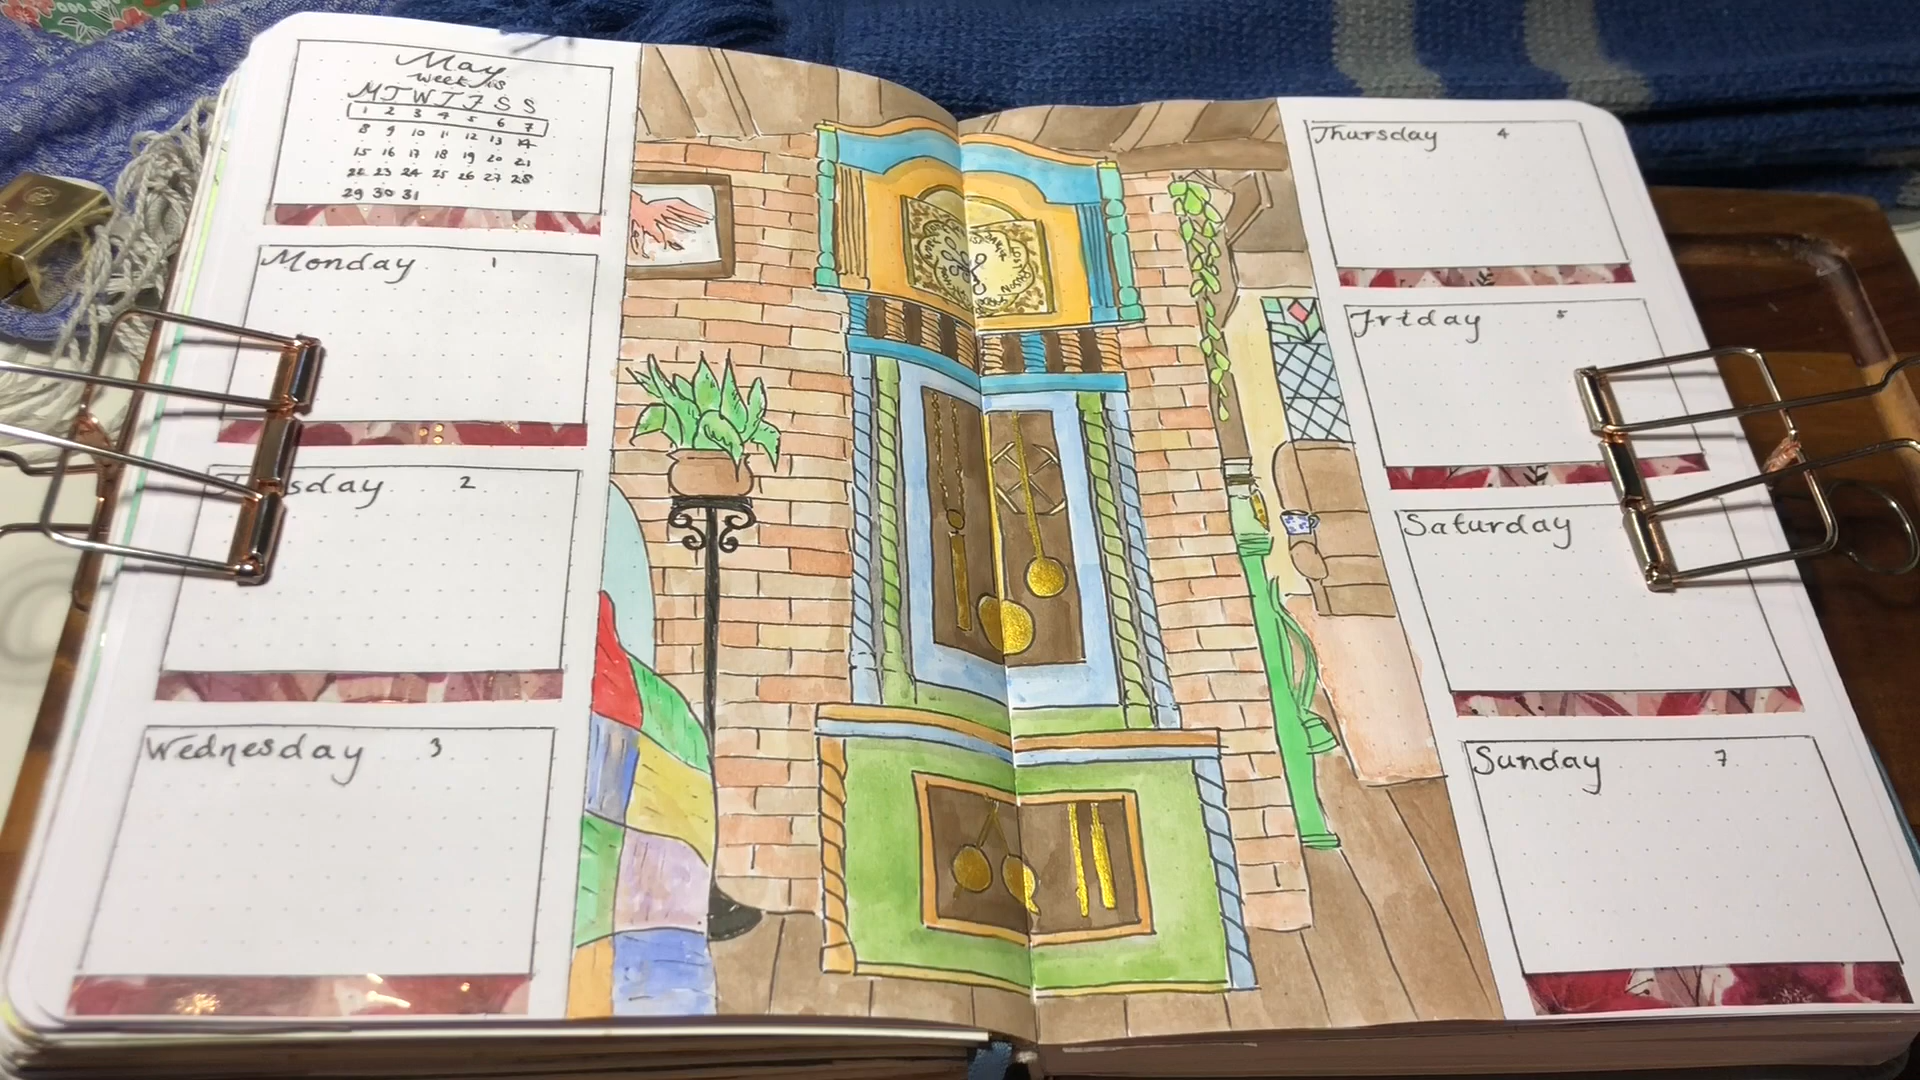 May
Week 18
M T W T F S S
1 2 3 4 5 6 7
8 9 10 11 12 13 14
15 16 17 18 19 20 21
22 23 24 25 26 27 28
29 30 31
Monday 1
sday 2
Wednesday 3
Thursday 4
Friday 5
Saturday
Sunday 7
PRISON
LOST